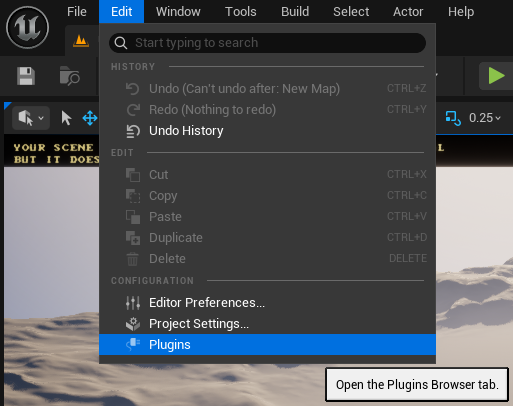 File Edit Window Tools Build Select Actor Help
Start typing to search
HISTORY
Undo (Can't undo after: New Map) CTRL+Z
Redo (Nothing to redo) CTRL+Y
Undo History
0.25
YOUR SCENE L
EDIT
BUT IT DOES
Cut CTRL+X
Copy CTRL+C
Paste CTRL+V
Duplicate CTRL+D
Delete DELETE
CONFIGURATION
Editor Preferences...
Project Settings...
Plugins
Open the Plugins Browser tab.